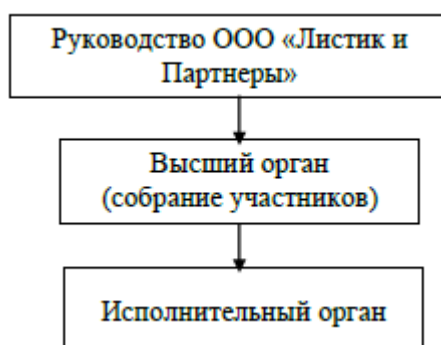 Руководство ООО «Листик и
Партнеры»
Высший орган
(собрание участников)
Исполнительный орган